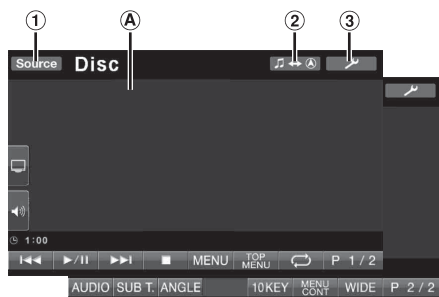 ① Ⓐ ② ③
Source Disc
1:00
MENU TOP MENU P 1/2
AUDIO SUB T. ANGLE 10KEY MENU CONT WIDE P 2/2